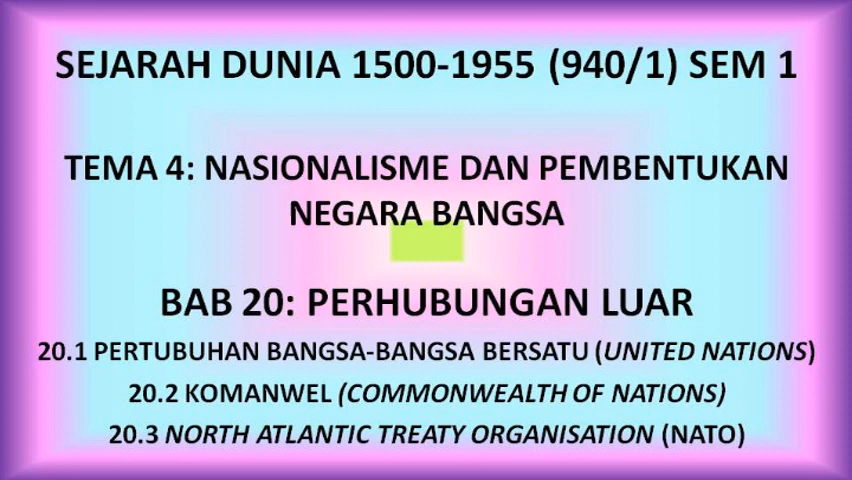 SEJARAH DUNIA 1500-1955 (940/1) SEM 1
TEMA 4: NASIONALISME DAN PEMBENTUKAN
NEGARA BANGSA
BAB 20: PERHUBUNGAN LUAR
20.1 PERTUBUHAN BANGSA-BANGSA BERSATU (UNITED NATIONS)
20.2 KOMANWEL (COMMONWEALTH OF NATIONS)
20.3 NORTH ATLANTIC TREATY ORGANISATION (NATO)